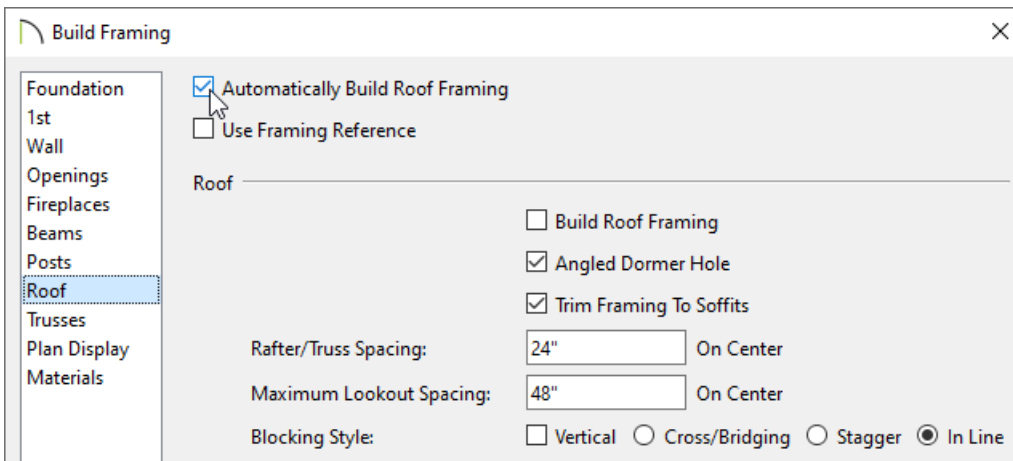 Build Framing
Foundation
1st
Wall
Openings
Fireplaces
Beams
Posts
Roof
Trusses
Plan Display
Materials
Automatically Build Roof Framing
Use Framing Reference
Roof
Build Roof Framing
Angled Dormer Hole
Trim Framing To Soffits
Rafter/Truss Spacing: 24" On Center
Maximum Lookout Spacing: 48" On Center
Blocking Style: Vertical Cross/Bridging Stagger In Line